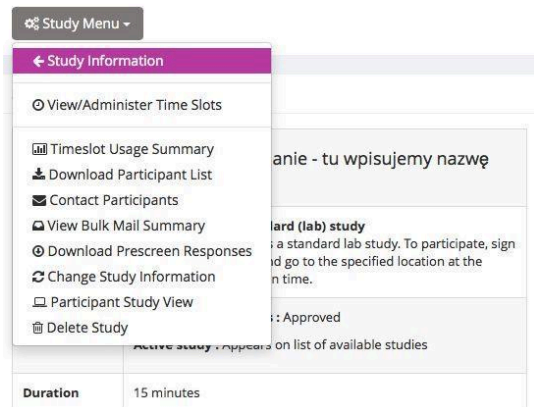 Study Menu
Study Information
View/Administer Time Slots
Timeslot Usage Summary
Download Participant List
Contact Participants
View Bulk Mail Summary
Download Prescreen Responses
Change Study Information
Participant Study View
Delete Study
anie - tu wpisujemy nazwę
(lab) study
a standard lab study. To participate, sign
go to the specified location at the
time.
: Approved
Active study : Appears on list of available studies
Duration 15 minutes